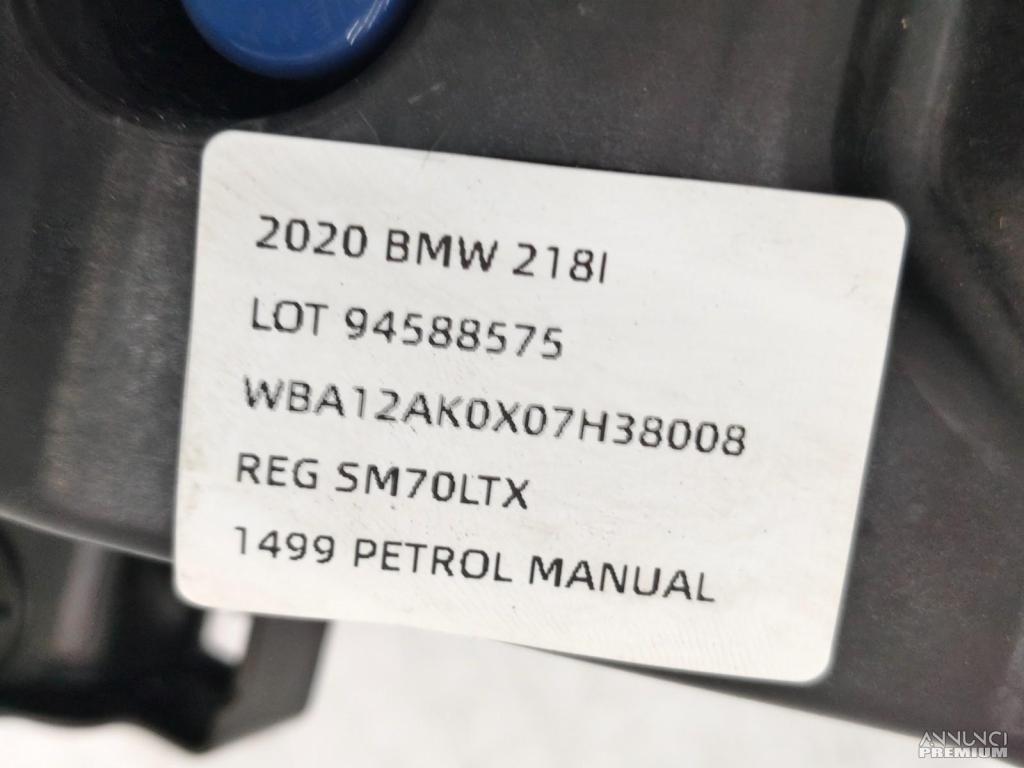 2020 BMW 218I
LOT 94588575
WBA12AK0X07H38008
REG SM70LTX
1499 PETROL MANUAL
ANNUNCI
PREMIUM